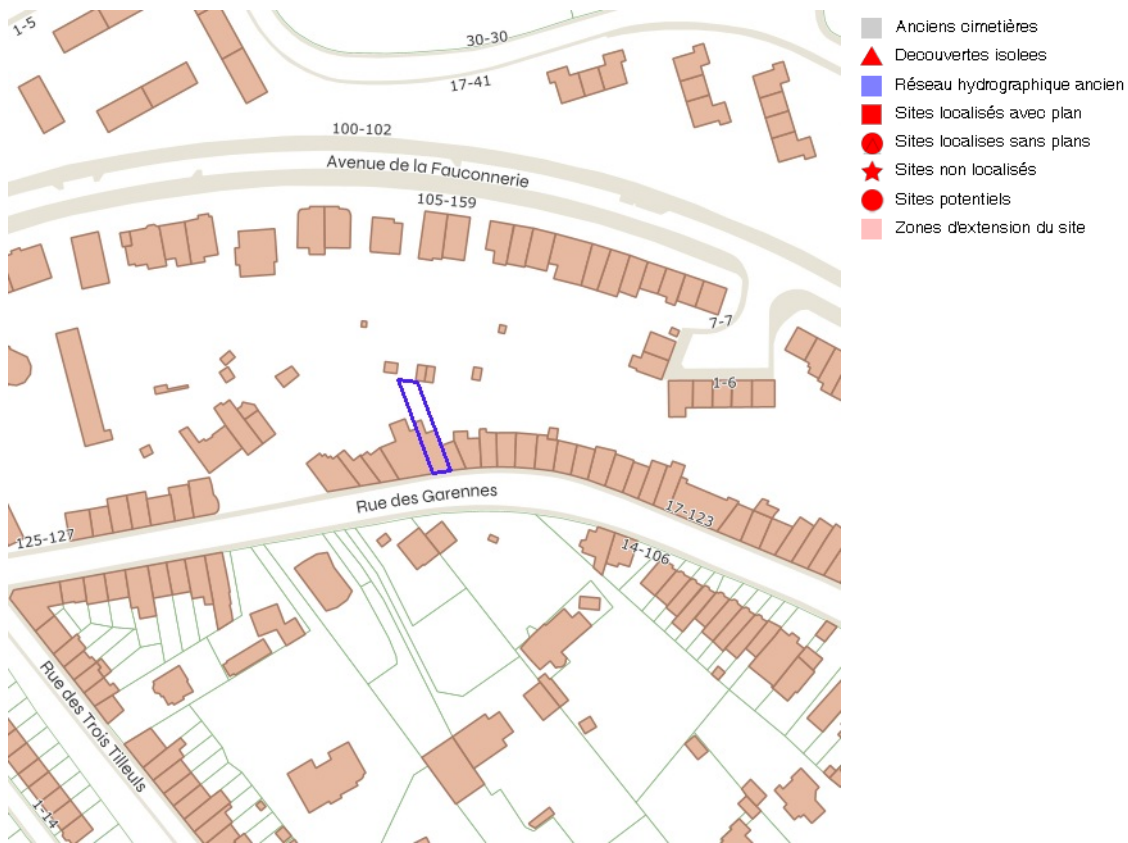 1-5
30-30
17-41
100-102
Avenue de la Fauconnerie
105-159
7-7
1-6
Rue des Garennes
17-123
125-127
14-106
Rue des Trois Tilleuls
1-14
Anciens cimetières
Decouvertes isolees
Réseau hydrographique ancien
Sites localisés avec plan
Sites localises sans plans
Sites non localisés
Sites potentiels
Zones d'extension du site